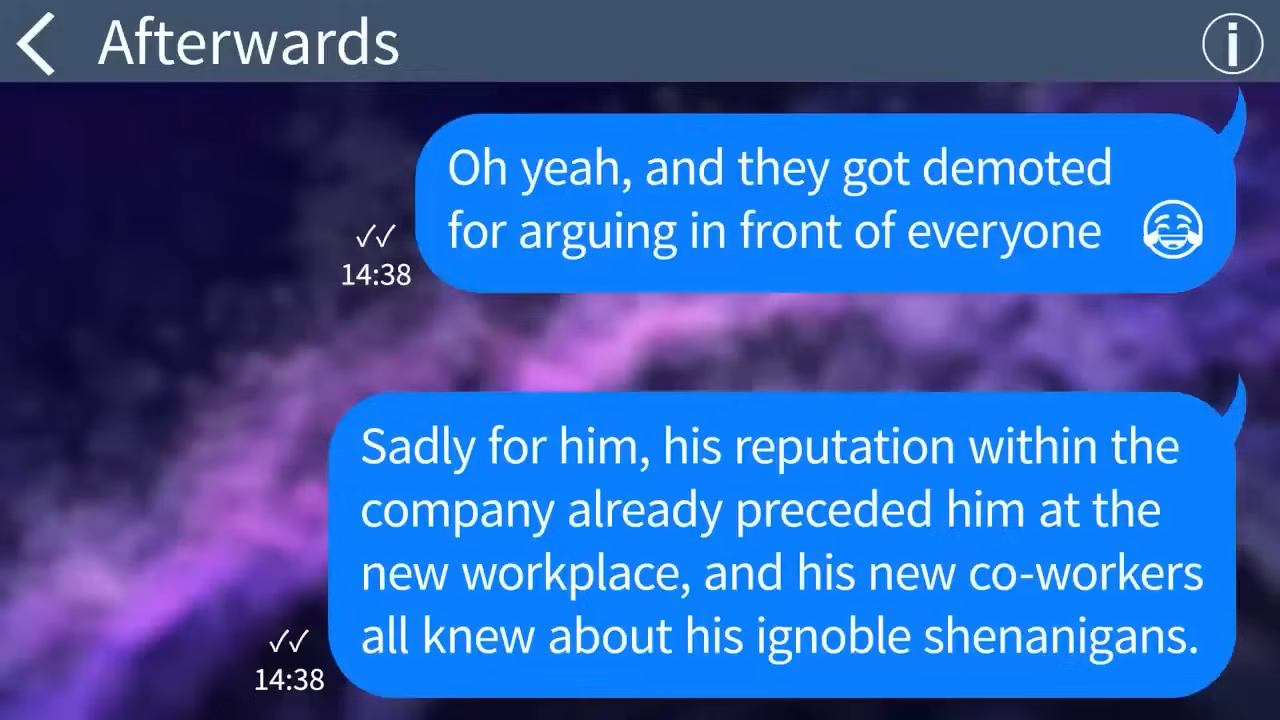 Afterwards
Oh yeah, and they got demoted
for arguing in front of everyone 😂
14:38
Sadly for him, his reputation within the
company already preceded him at the
new workplace, and his new co-workers
all knew about his ignoble shenanigans.
14:38